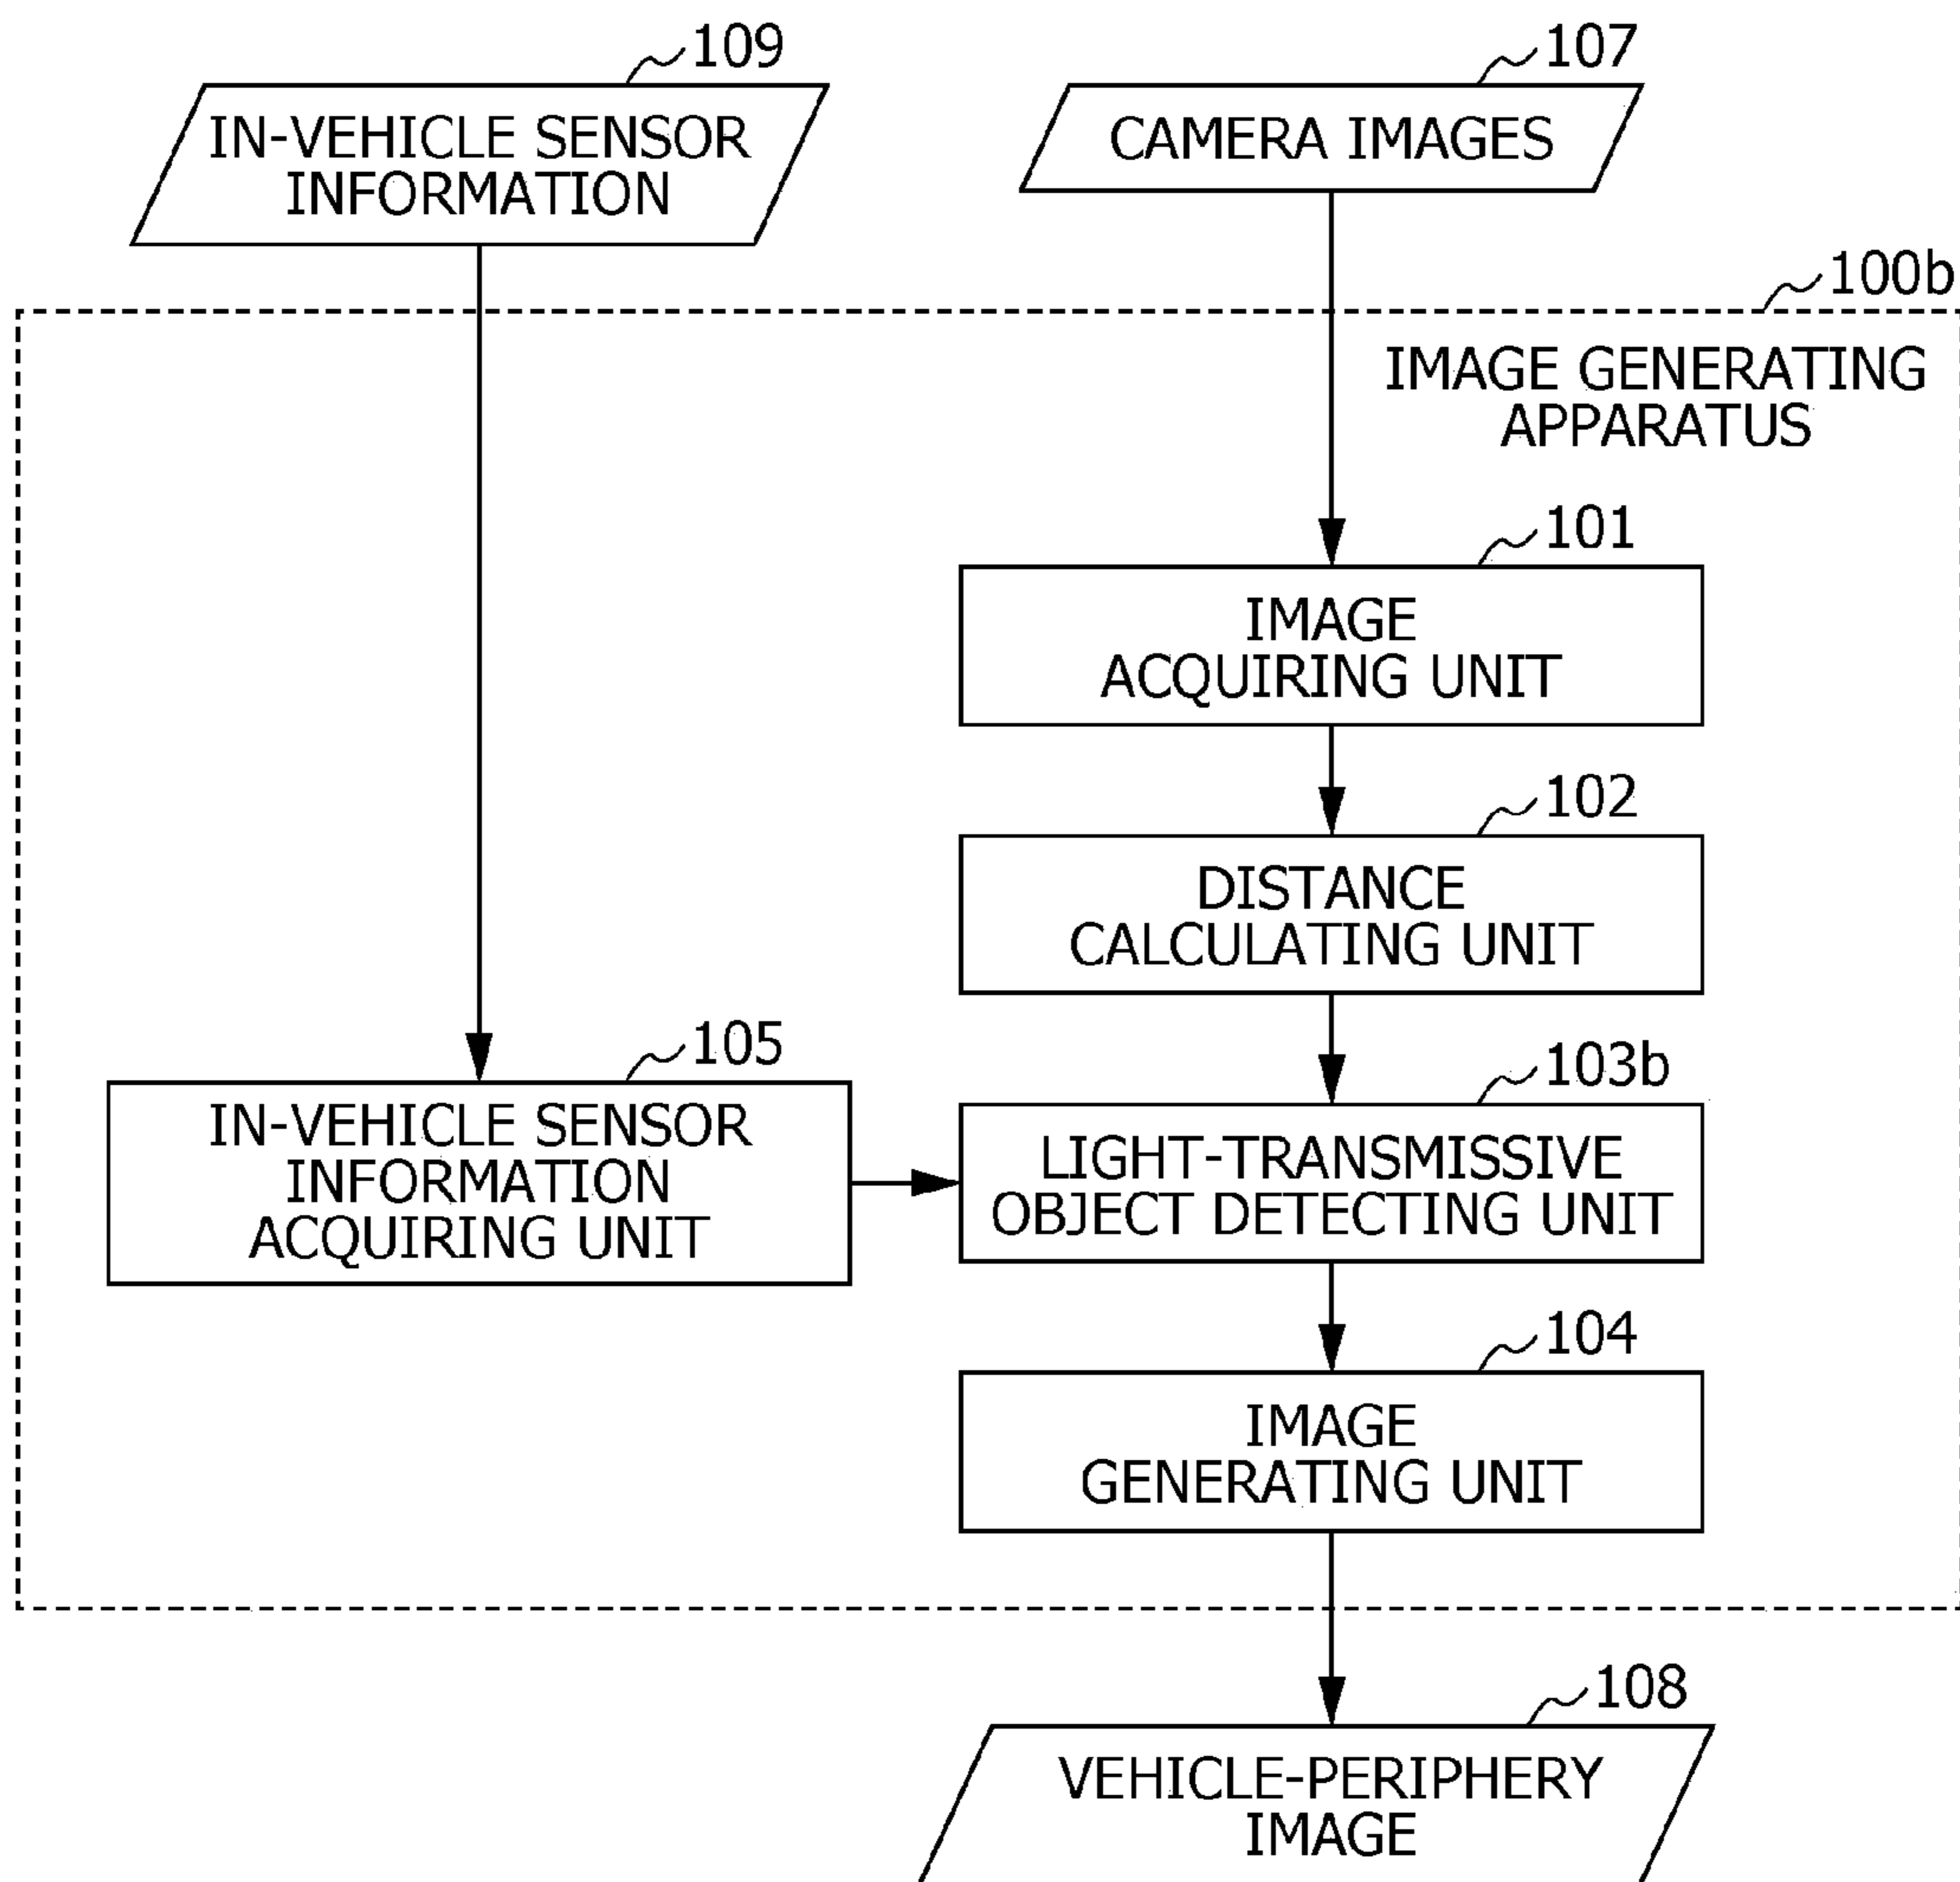 109
IN-VEHICLE SENSOR
INFORMATION
107
CAMERA IMAGES
100b
IMAGE GENERATING
APPARATUS
101
IMAGE
ACQUIRING UNIT
102
DISTANCE
CALCULATING UNIT
105
IN-VEHICLE SENSOR
INFORMATION
ACQUIRING UNIT
103b
LIGHT-TRANSMISSIVE
OBJECT DETECTING UNIT
104
IMAGE
GENERATING UNIT
108
VEHICLE-PERIPHERY
IMAGE